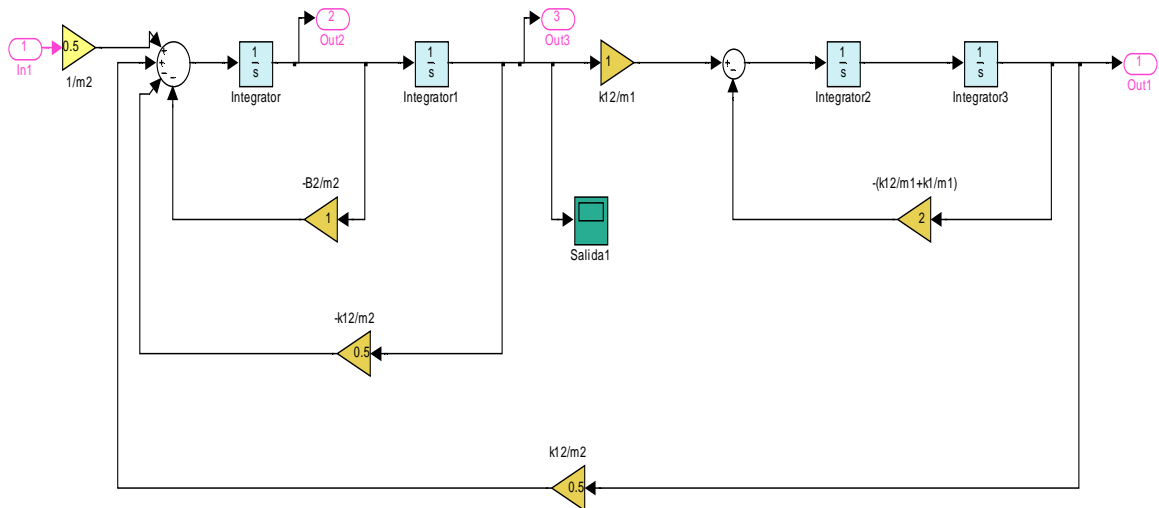 1
In1
0.5
1/m2
+
+
−
−
1
s
Integrator
2
Out2
1
s
Integrator1
3
Out3
1
k12/m1
+
−
1
s
Integrator2
1
s
Integrator3
1
Out1
-B2/m2
1
Salida1
-(k12/m1+k1/m1)
2
-k12/m2
0.5
k12/m2
0.5